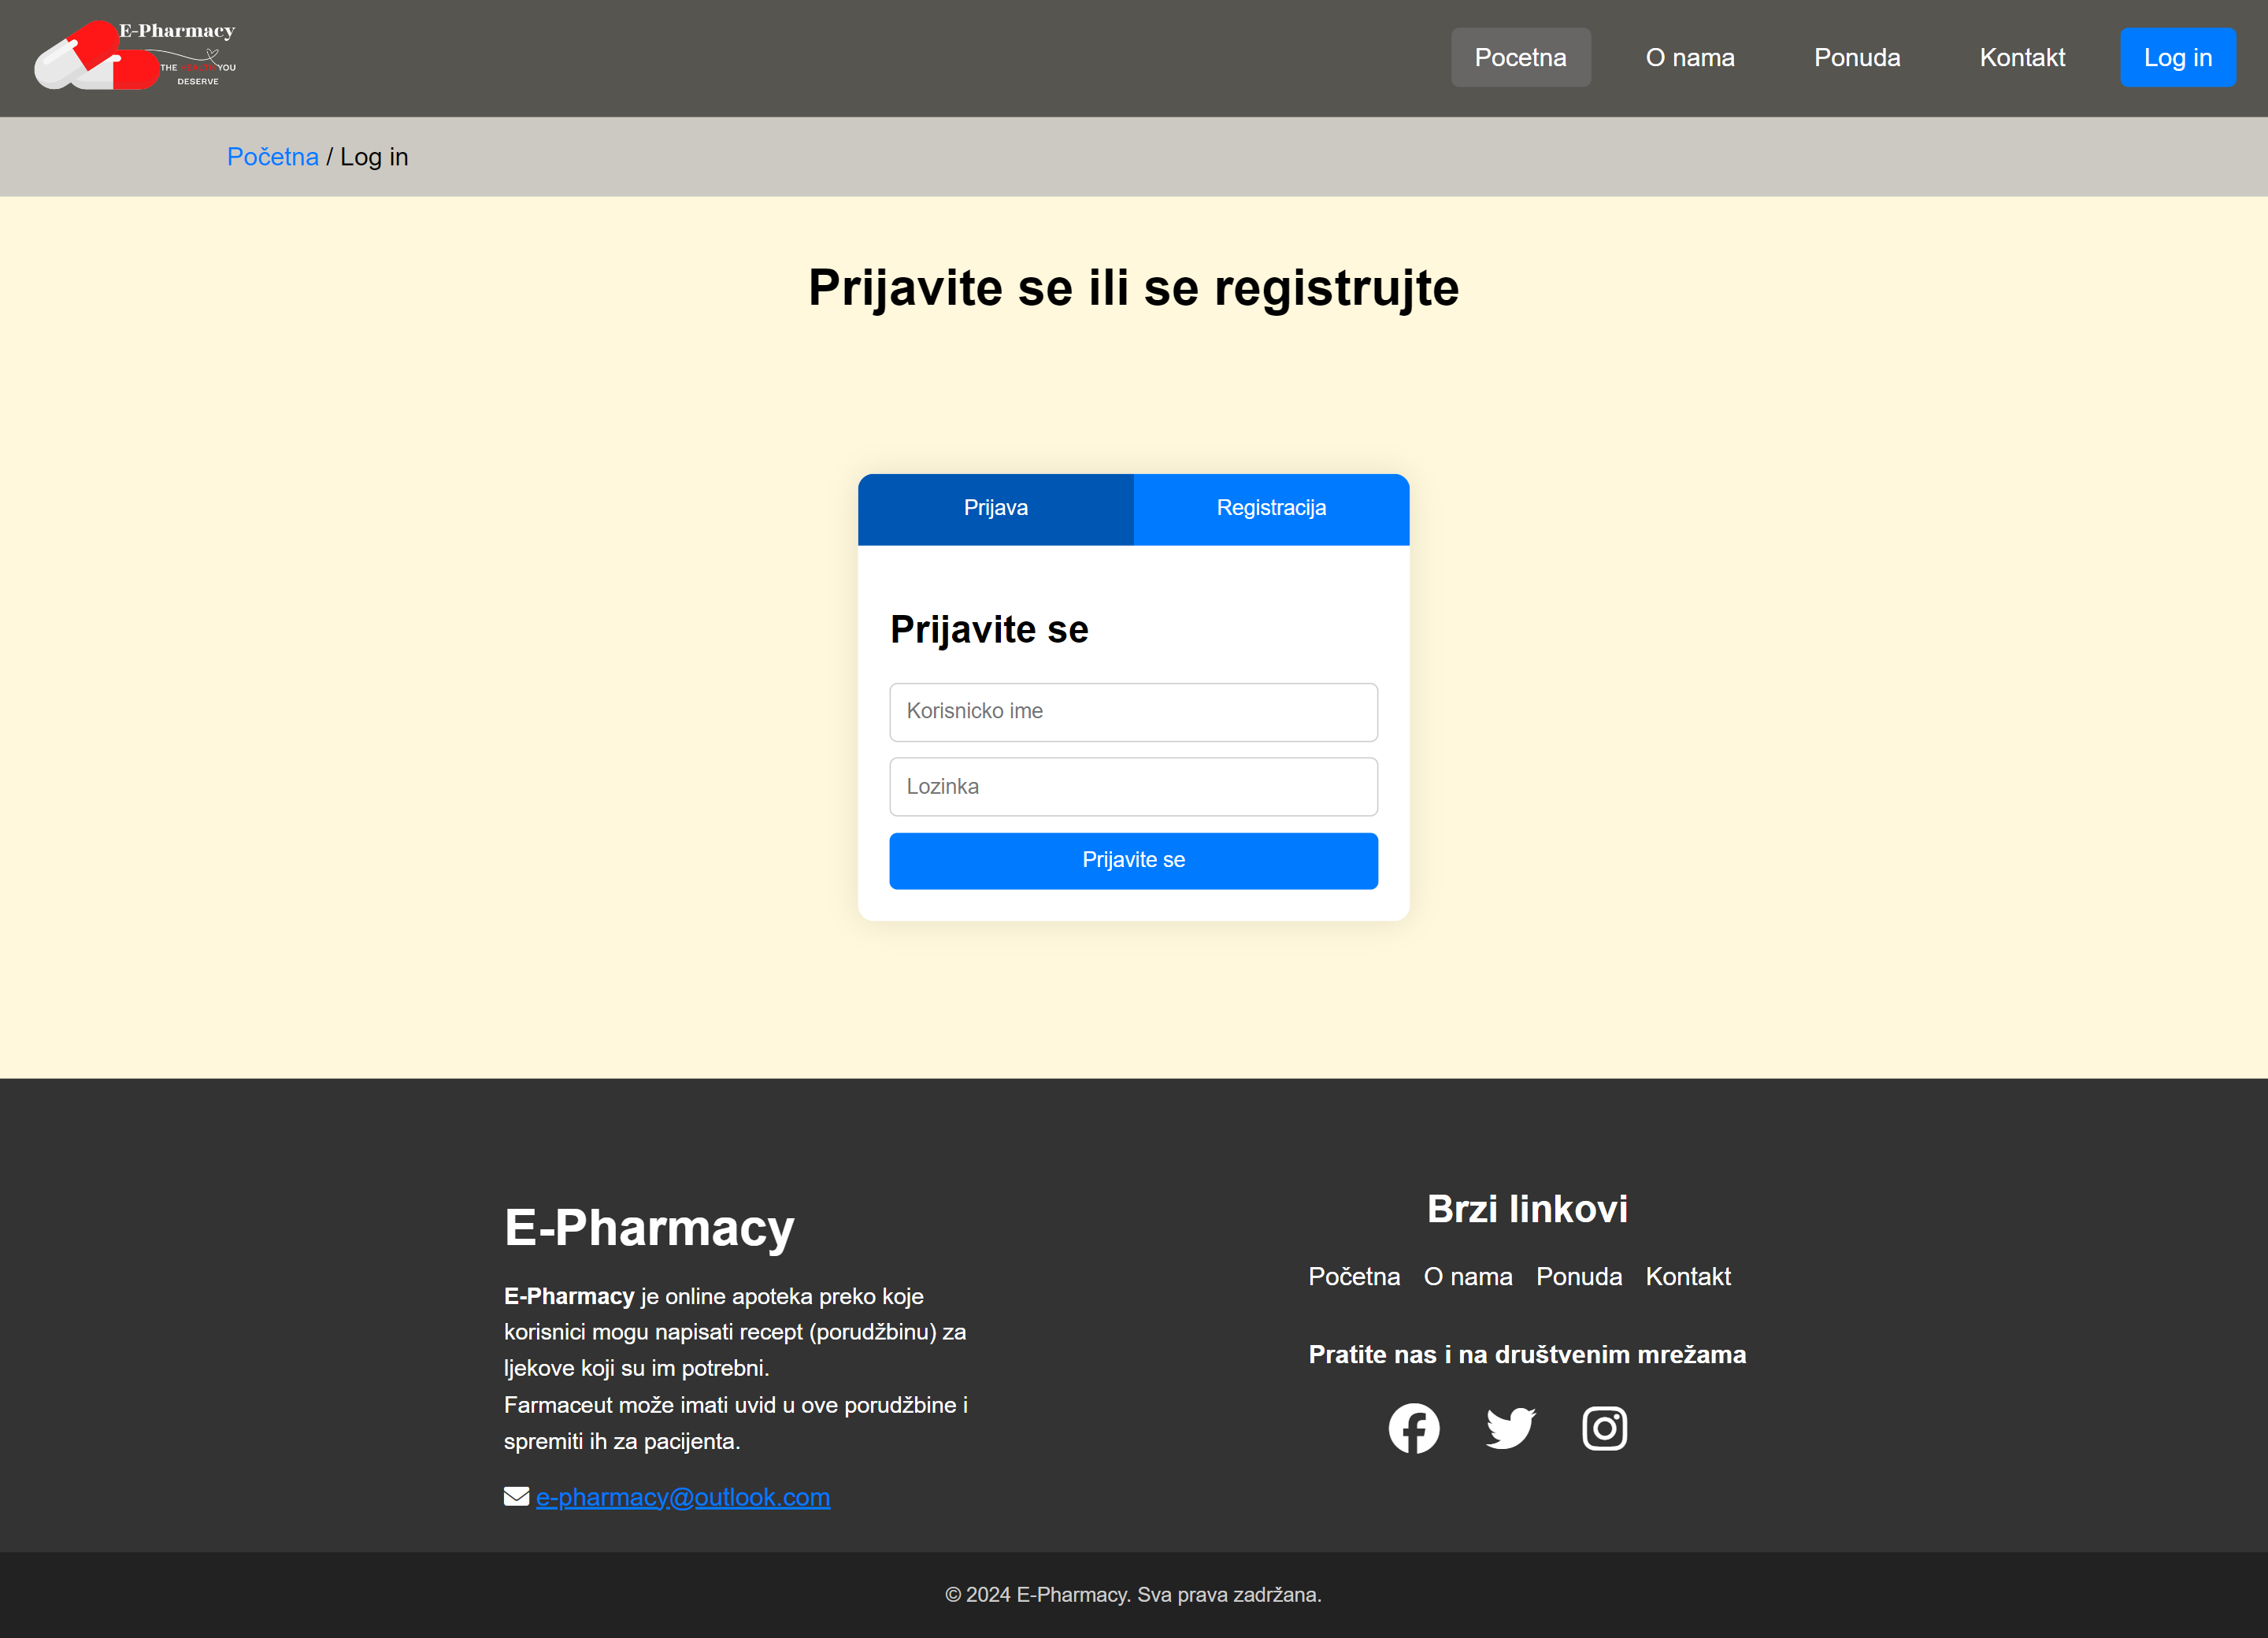 E-Pharmacy
THE HEALTH YOU
DESERVE
Pocetna O nama Ponuda Kontakt Log in
Početna / Log in
Prijavite se ili se registrujte
Prijava Registracija
Prijavite se
Korisnicko ime
Lozinka
Prijavite se
E-Pharmacy
E-Pharmacy je online apoteka preko koje
korisnici mogu napisati recept (porudžbinu) za
ljekove koji su im potrebni.
Farmaceut može imati uvid u ove porudžbine i
spremiti ih za pacijenta.
e-pharmacy@outlook.com
Brzi linkovi
Početna O nama Ponuda Kontakt
Pratite nas i na društvenim mrežama
© 2024 E-Pharmacy. Sva prava zadržana.